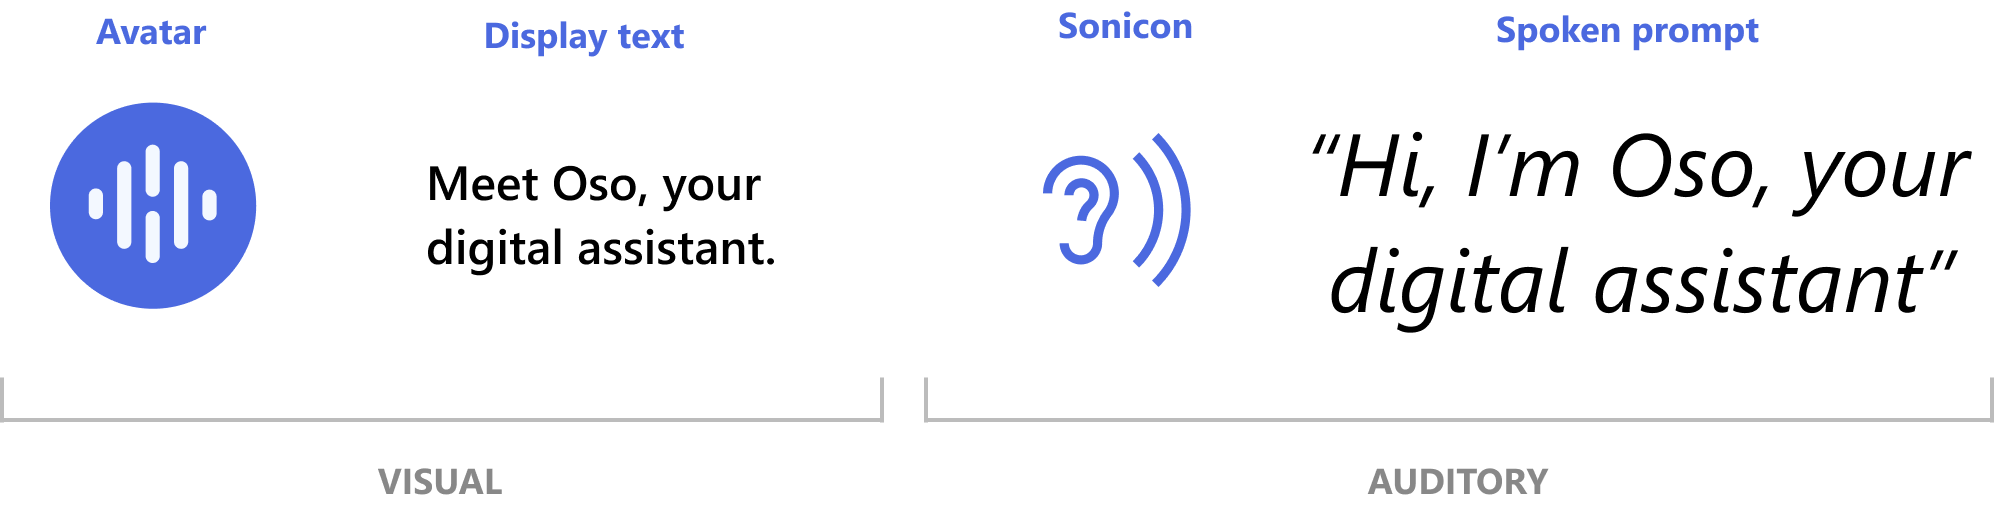 Avatar
Display text
Sonicon
Spoken prompt
Meet Oso, your
digital assistant.
“Hi, I’m Oso, your
digital assistant”
VISUAL
AUDITORY